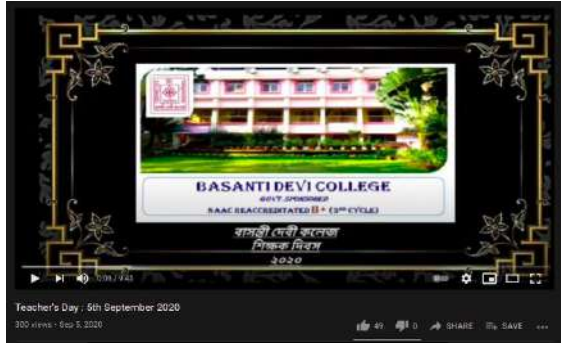 BASANTI DEVI COLLEGE
GOVT. SPONSORED
NAAC REACCREDITATED B+ (2ND CYCLE)
বাসন্তী দেবী কলেজ
শিক্ষক দিবস
২০২০
Teacher's Day ; 5th September 2020
300 views • Sep 5, 2020
49
0
SHARE
SAVE